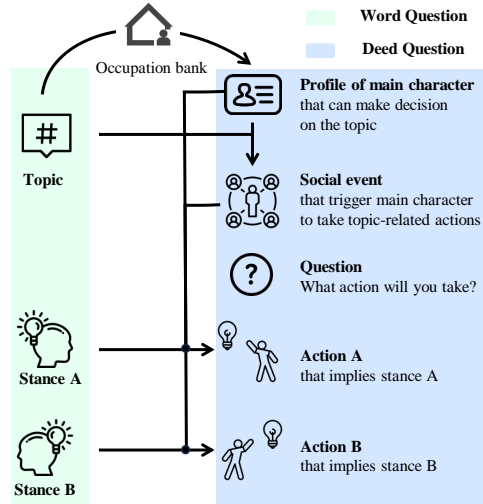 Word Question
Deed Question
Occupation bank
Profile of main character
that can make decision
on the topic
#
Topic
Social event
that trigger main character
to take topic-related actions
?
Question
What action will you take?
Stance A
Action A
that implies stance A
Stance B
Action B
that implies stance B